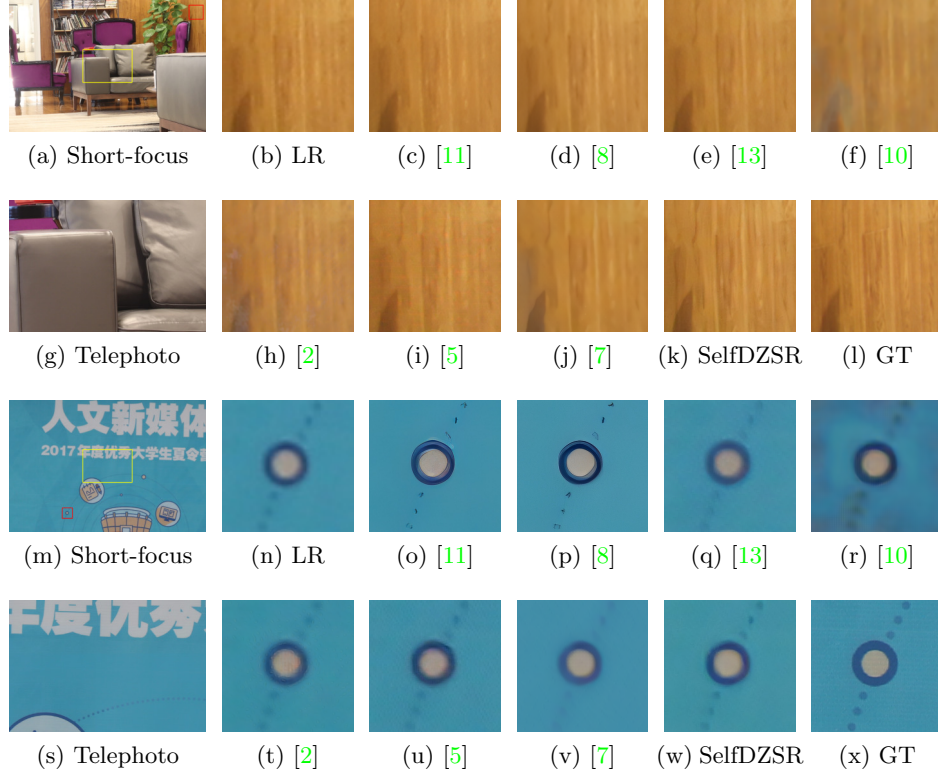 (a) Short-focus (b) LR (c) [11] (d) [8] (e) [13] (f) [10]
(g) Telephoto (h) [2] (i) [5] (j) [7] (k) SelfDZSR (l) GT
人文新媒体
2017年度优秀大学生夏令营
(m) Short-focus (n) LR (o) [11] (p) [8] (q) [13] (r) [10]
年度优秀
(s) Telephoto (t) [2] (u) [5] (v) [7] (w) SelfDZSR (x) GT